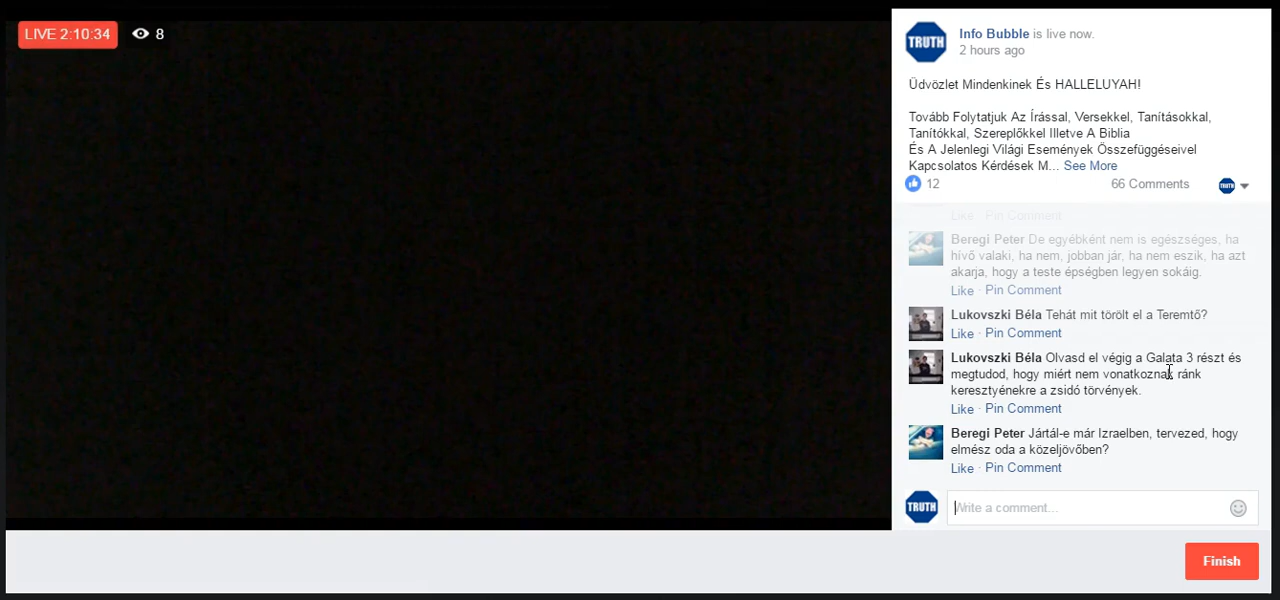 LIVE 2:10:34 8
TRUTH
Info Bubble is live now.
2 hours ago
Üdvözlet Mindenkinek És HALLELUYAH!
Tovább Folytatjuk Az Írással, Versekkel, Tanításokkal,
Tanítókkal, Szereplőkkel Illetve A Biblia
És A Jelenlegi Világi Események Összefüggéseivel
Kapcsolatos Kérdések M... See More
12 66 Comments TRUTH
Like · Pin Comment
Beregi Peter De egyébként nem is egészséges, ha
hívő valaki, ha nem, jobban jár, ha nem eszik, ha azt
akarja, hogy a teste épségben legyen sokáig.
Like · Pin Comment
Lukovszki Béla Tehát mit törölt el a Teremtő?
Like · Pin Comment
Lukovszki Béla Olvasd el végig a Galata 3 részt és
megtudod, hogy miért nem vonatkoznak ránk
keresztyénekre a zsidó törvények.
Like · Pin Comment
Beregi Peter Jártál-e már Izraelben, tervezed, hogy
elmész oda a közeljövőben?
Like · Pin Comment
TRUTH
Write a comment...
Finish